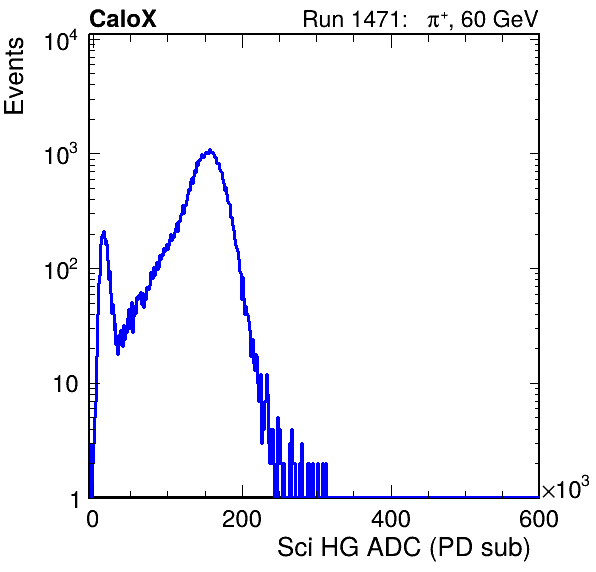 CaloX Run 1471: π⁺, 60 GeV
Events
10⁴
10³
10²
10
1
0 200 400 600
×10³
Sci HG ADC (PD sub)